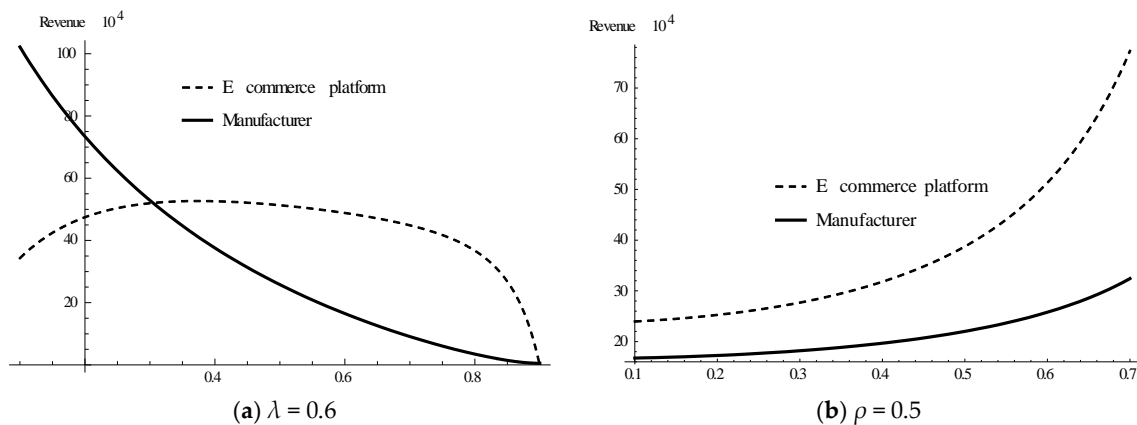 Revenue 10^4
100
80
60
40
20
0.4 0.6 0.8
E commerce platform
Manufacturer
(a) λ = 0.6
Revenue 10^4
70
60
50
40
30
20
0.1 0.2 0.3 0.4 0.5 0.6 0.7
E commerce platform
Manufacturer
(b) ρ = 0.5